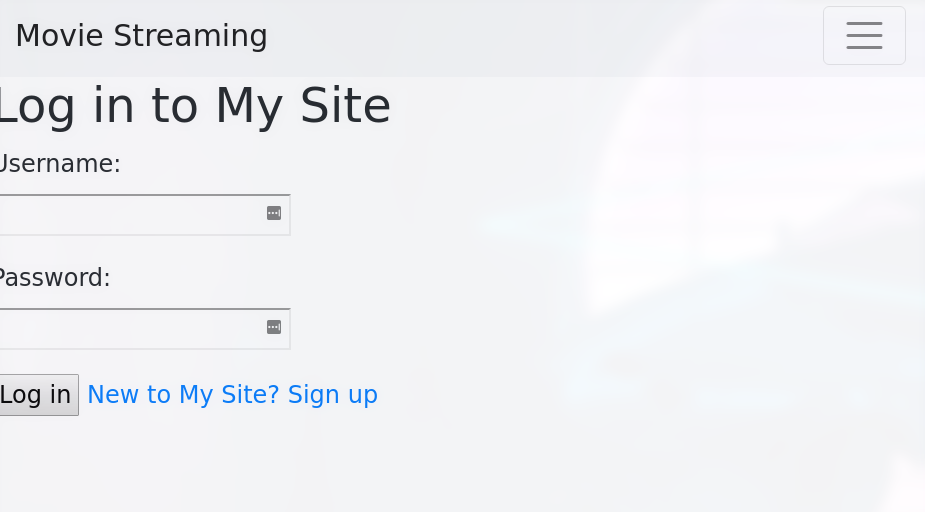 Movie Streaming
Log in to My Site
Username:
Password:
Log in New to My Site? Sign up